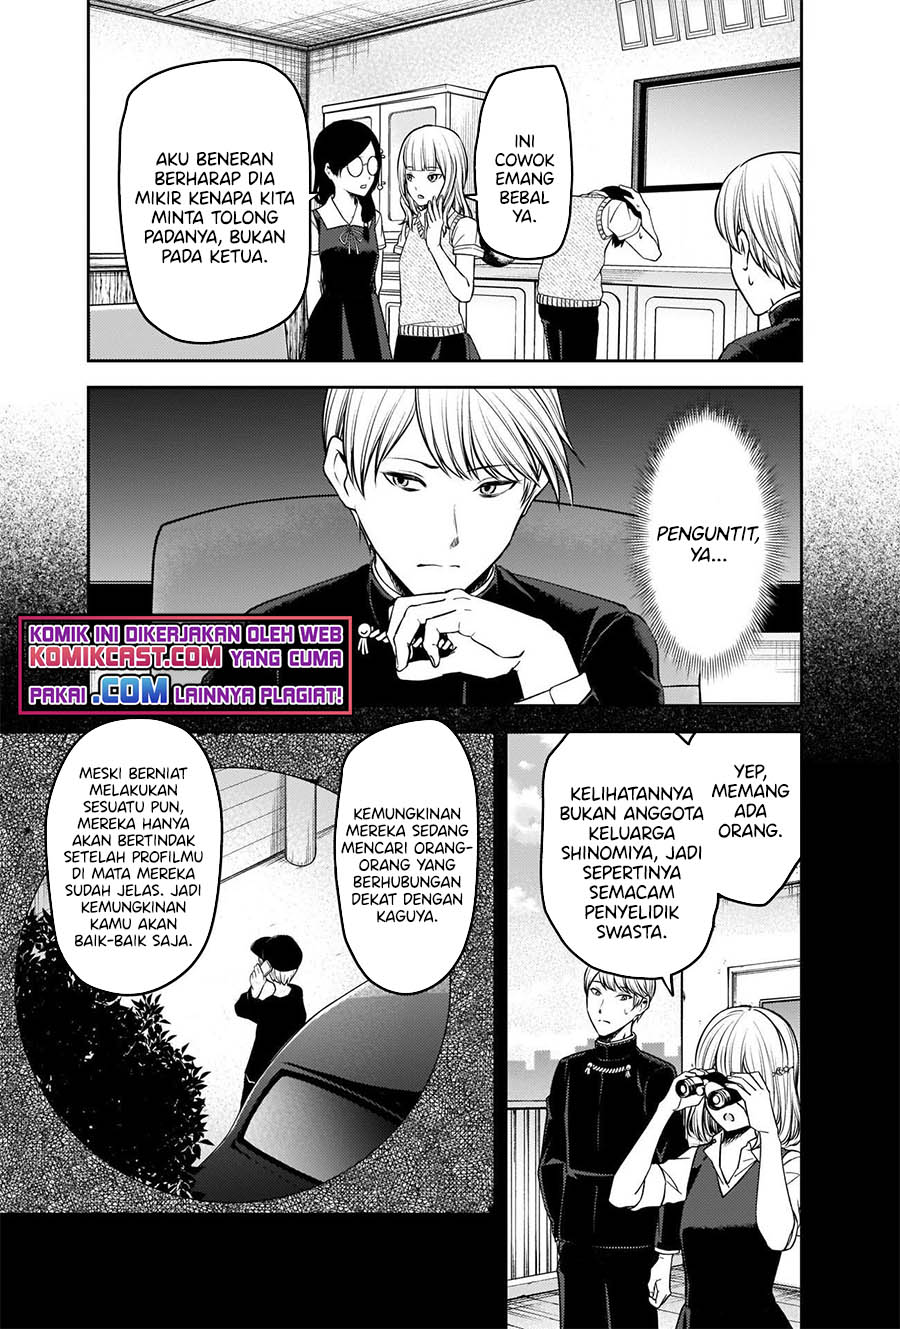 INI
COWOK
EMANG
BEBAL
YA.
AKU BENERAN
BERHARAP DIA
MIKIR KENAPA KITA
MINTA TOLONG
PADANYA, BUKAN
PADA KETUA.
PENGUNTIT,
YA...
KOMIK INI DIKERJAKAN OLEH WEB
KOMIKCAST.COM YANG CUMA
PAKAI .COM LAINNYA PLAGIAT!
YEP,
MEMANG
ADA
ORANG.
KELIHATANNYA
BUKAN ANGGOTA
KELUARGA
SHINOMIYA, JADI
SEPERTINYA
SEMACAM
PENYELIDIK
SWASTA.
KEMUNGKINAN
MEREKA SEDANG
MENCARI ORANG-
ORANG YANG
BERHUBUNGAN
DEKAT DENGAN
KAGUYA.
MESKI BERNIAT
MELAKUKAN
SESUATU PUN,
MEREKA HANYA
AKAN BERTINDAK
SETELAH PROFILMU
DI MATA MEREKA
SUDAH JELAS. JADI
KEMUNGKINAN
KAMU AKAN
BAIK-BAIK SAJA.